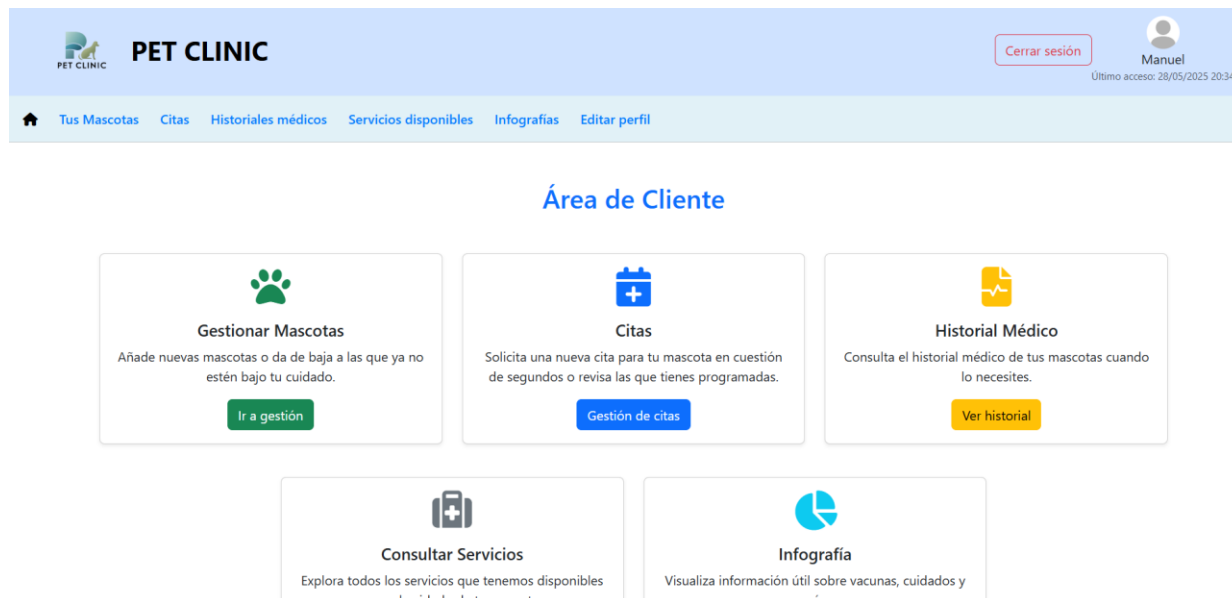 PET CLINIC
PET CLINIC
Cerrar sesión
Manuel
Último acceso: 28/05/2025 20:34
Tus Mascotas Citas Historiales médicos Servicios disponibles Infografías Editar perfil
Área de Cliente
Gestionar Mascotas
Añade nuevas mascotas o da de baja a las que ya no
estén bajo tu cuidado.
Ir a gestión
Citas
Solicita una nueva cita para tu mascota en cuestión
de segundos o revisa las que tienes programadas.
Gestión de citas
Historial Médico
Consulta el historial médico de tus mascotas cuando
lo necesites.
Ver historial
Consultar Servicios
Explora todos los servicios que tenemos disponibles
Infografía
Visualiza información útil sobre vacunas, cuidados y